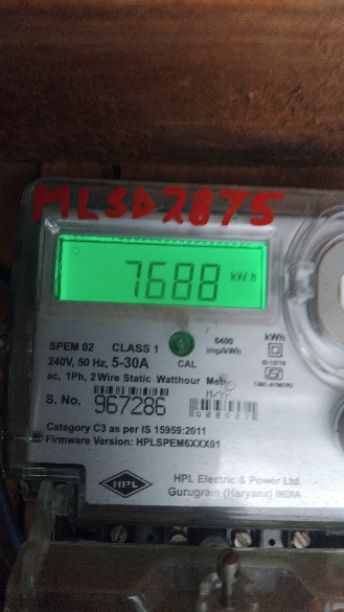 MLSD2875
7688 kWh
SPEM 02 CLASS 1
240V, 50 Hz, 5-30A
CAL
6400
imp/kWh
kWh
ac, 1Ph, 2 Wire Static Watthour Meter
S. No. 967286
Category C3 as per IS 15959:2011
Firmware Version: HPLSPEM6XXX01
HPL
HPL Electric & Power Ltd.
Gurugram (Haryana) INDIA